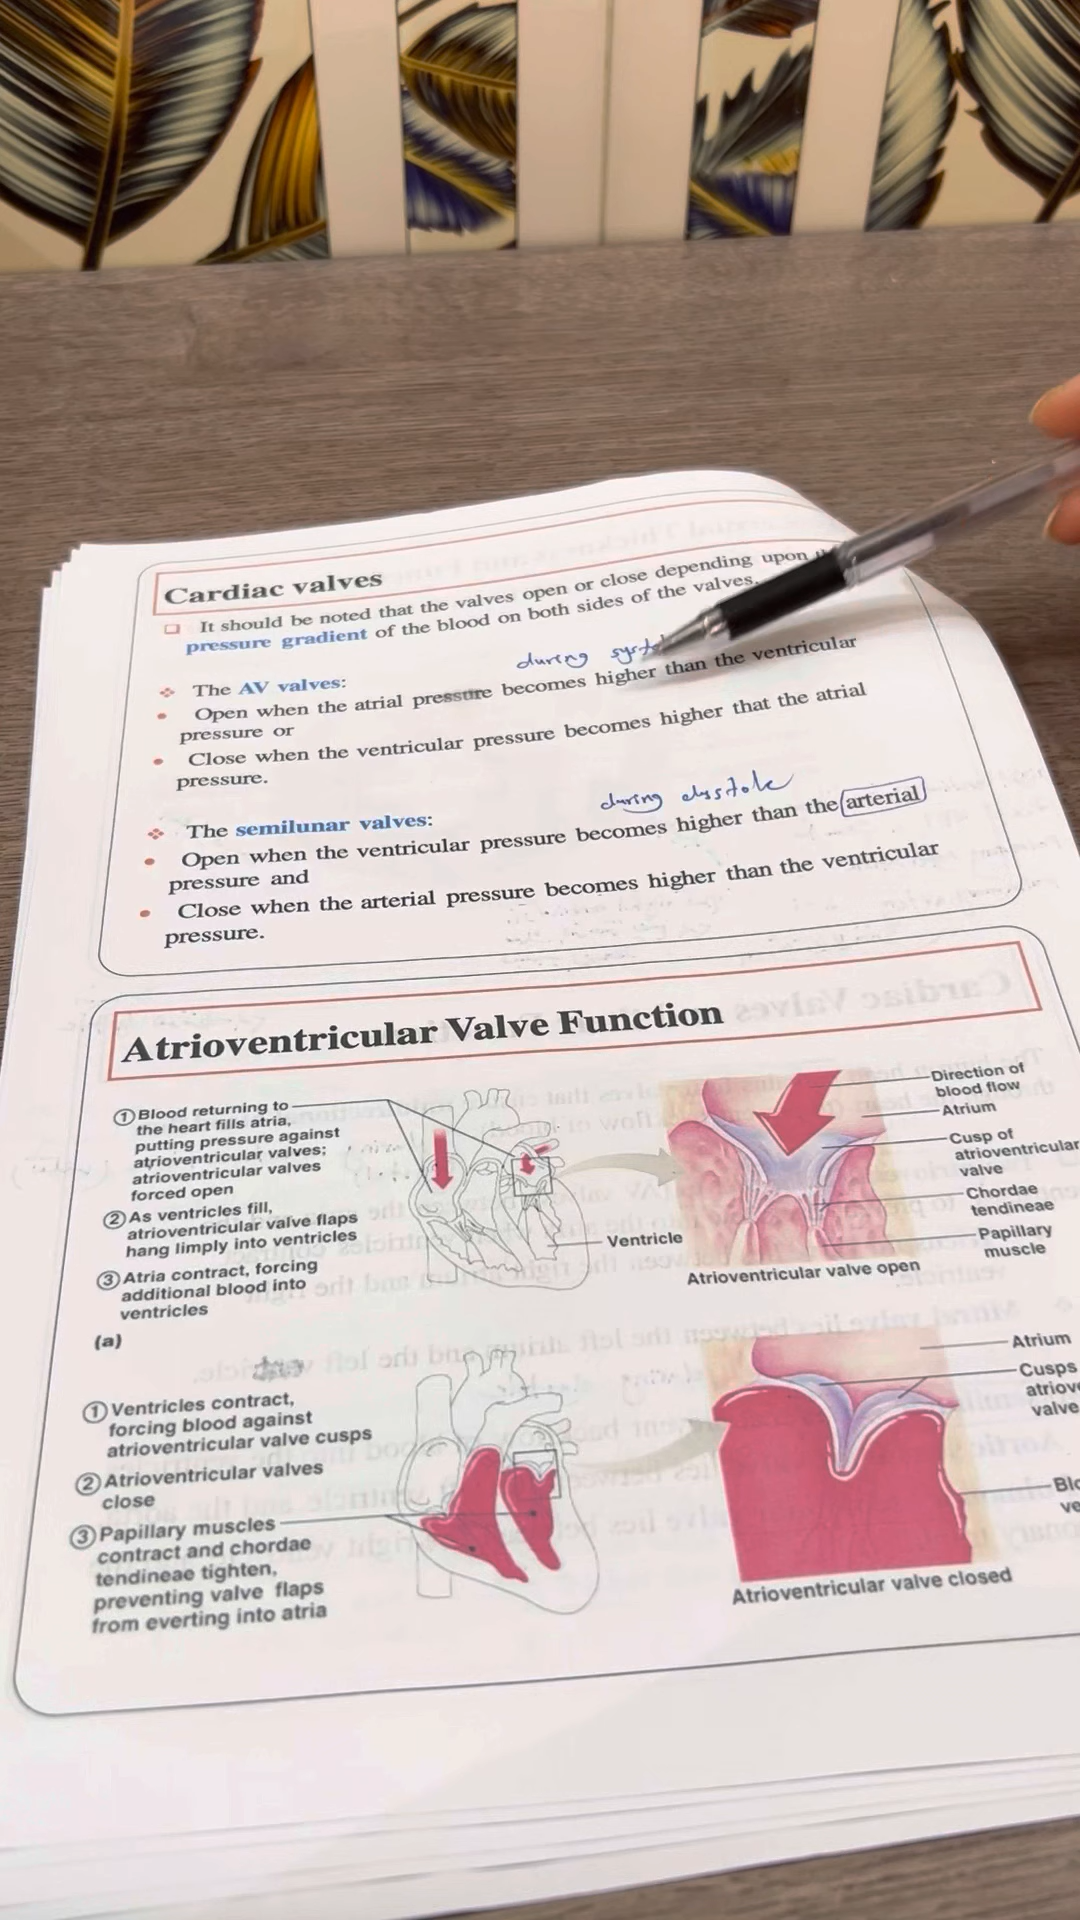 Cardiac valves
It should be noted that the valves open or close depending upon
pressure gradient of the blood on both sides of the valves.
during syst
The AV valves:
Open when the atrial pressure becomes higher than the ventricular
pressure or
Close when the ventricular pressure becomes higher that the atrial
pressure.
during
The semilunar valves:
Open when the ventricular pressure becomes higher than the arterial
pressure and
Close when the arterial pressure becomes higher than the ventricular
pressure.
Atrioventricular Valve Function
① Blood returning to
the heart fills atria,
putting pressure against
atrioventricular valves;
atrioventricular valves
forced open
② As ventricles fill,
atrioventricular valve flaps
hang limply into ventricles
③ Atria contract, forcing
additional blood into
ventricles
(a)
Ventricle
Direction of
blood flow
Atrium
Cusp of
atrioventricular
valve
Chordae
tendineae
Papillary
muscle
Atrioventricular valve open
① Ventricles contract,
forcing blood against
atrioventricular valve cusps
② Atrioventricular valves
close
③ Papillary muscles
contract and chordae
tendineae tighten,
preventing valve flaps
from everting into atria
Atrium
Cusps
atriov
valve
Blo
ve
Atrioventricular valve closed